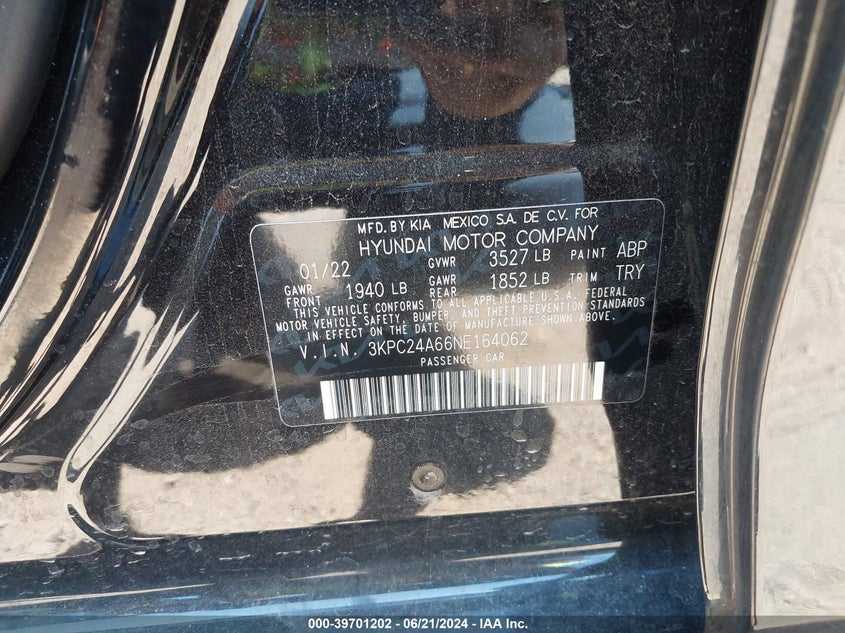 MFD. BY KIA MEXICO S.A. DE C.V. FOR
HYUNDAI MOTOR COMPANY
01/22 GVWR 3527 LB PAINT ABP
GAWR FRONT 1940 LB GAWR REAR 1852 LB TRIM TRY
THIS VEHICLE CONFORMS TO ALL APPLICABLE U.S.A. FEDERAL
MOTOR VEHICLE SAFETY, BUMPER, AND THEFT PREVENTION STANDARDS
IN EFFECT ON THE DATE OF MANUFACTURE SHOWN ABOVE.
V.I.N. 3KPC24A66NE164062
PASSENGER CAR
000-39701202 - 06/21/2024 - IAA Inc.